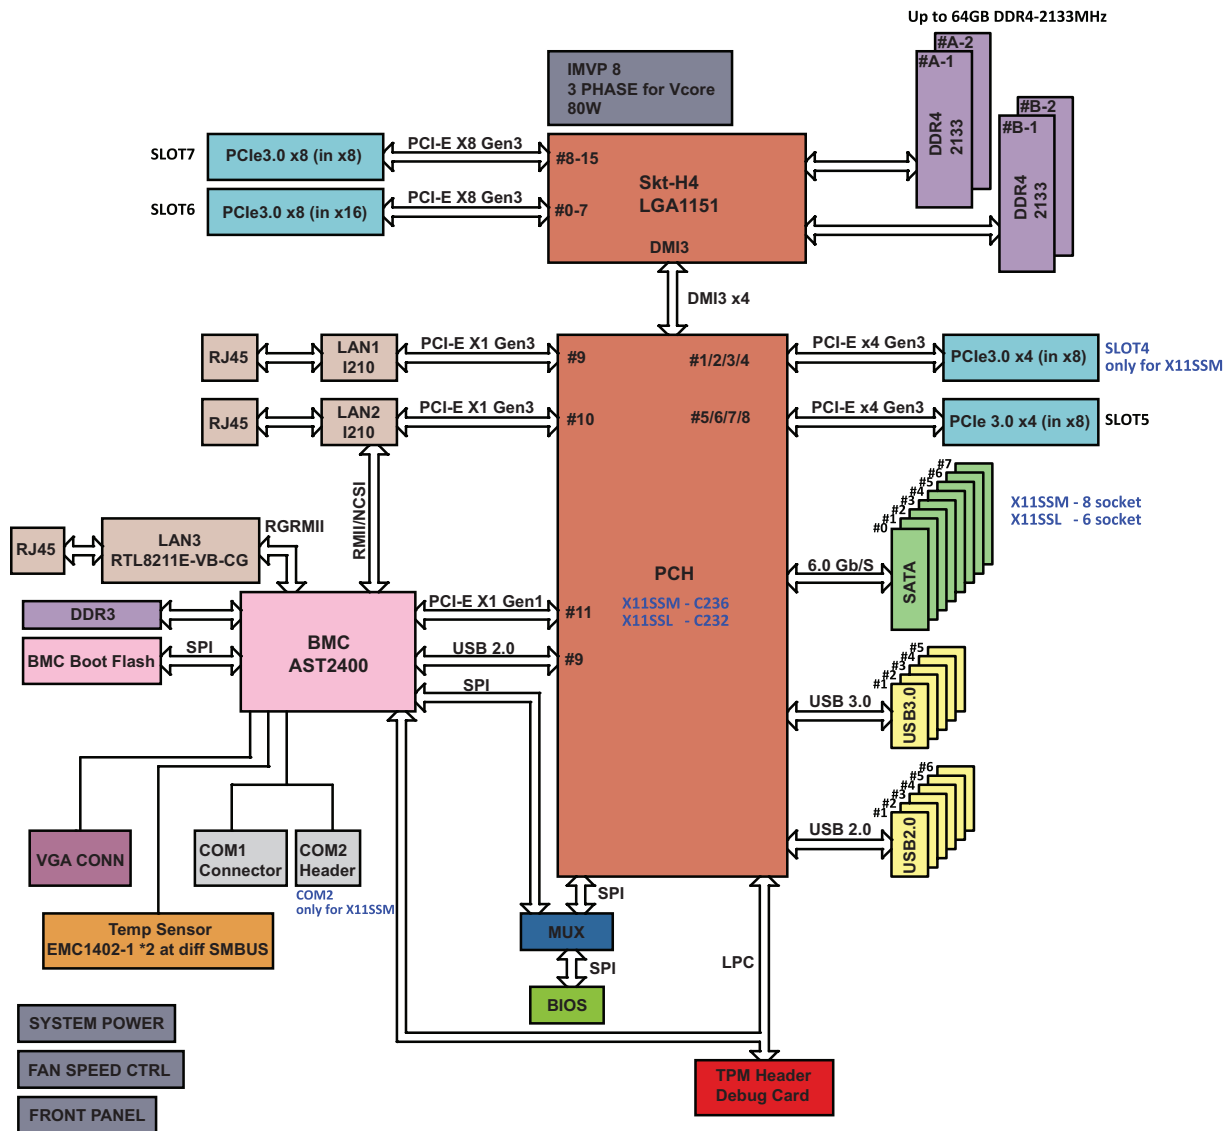 Up to 64GB DDR4-2133MHz
IMVP 8
3 PHASE for Vcore
80W
#A-2
#A-1
DDR4
2133
#B-2
#B-1
DDR4
2133
SLOT7
PCIe3.0 x8 (in x8)
PCI-E X8 Gen3
#8-15
SLOT6
PCIe3.0 x8 (in x16)
PCI-E X8 Gen3
#0-7
Skt-H4
LGA1151
DMI3
DMI3 x4
RJ45
LAN1
I210
PCI-E X1 Gen3
#9
#1/2/3/4
PCI-E x4 Gen3
PCIe3.0 x4 (in x8)
SLOT4
only for X11SSM
RJ45
LAN2
I210
PCI-E X1 Gen3
#10
#5/6/7/8
PCI-E x4 Gen3
PCIe 3.0 x4 (in x8)
SLOT5
RMII/NCSI
RJ45
LAN3
RTL8211E-VB-CG
RGRMII
PCH
X11SSM - C236
X11SSL - C232
6.0 Gb/S
#7
#6
#5
#4
#3
#2
#1
#0
SATA
X11SSM - 8 socket
X11SSL - 6 socket
DDR3
BMC Boot Flash
SPI
BMC
AST2400
PCI-E X1 Gen1
#11
USB 2.0
#9
SPI
USB 3.0
#5
#4
#3
#2
#1
USB3.0
USB 2.0
#6
#5
#4
#3
#2
#1
USB2.0
VGA CONN
COM1
Connector
COM2
Header
COM2
only for X11SSM
Temp Sensor
EMC1402-1 *2 at diff SMBUS
SPI
MUX
SPI
BIOS
LPC
TPM Header
Debug Card
SYSTEM POWER
FAN SPEED CTRL
FRONT PANEL